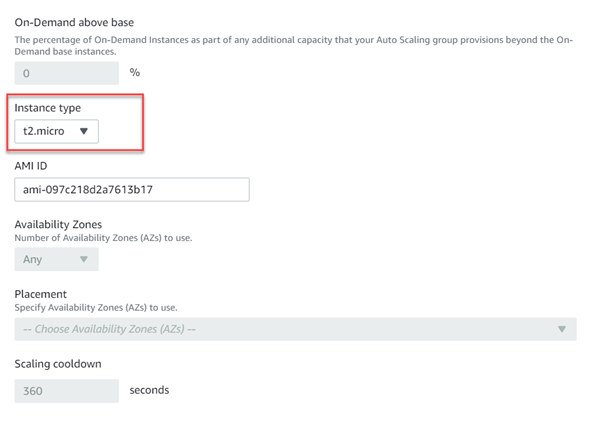 On-Demand above base
The percentage of On-Demand Instances as part of any additional capacity that your Auto Scaling group provisions beyond the On-
Demand base instances.
0 %
Instance type
t2.micro
AMI ID
ami-097c218d2a7613b17
Availability Zones
Number of Availability Zones (AZs) to use.
Any
Placement
Specify Availability Zones (AZs) to use.
-- Choose Availability Zones (AZs) --
Scaling cooldown
360 seconds